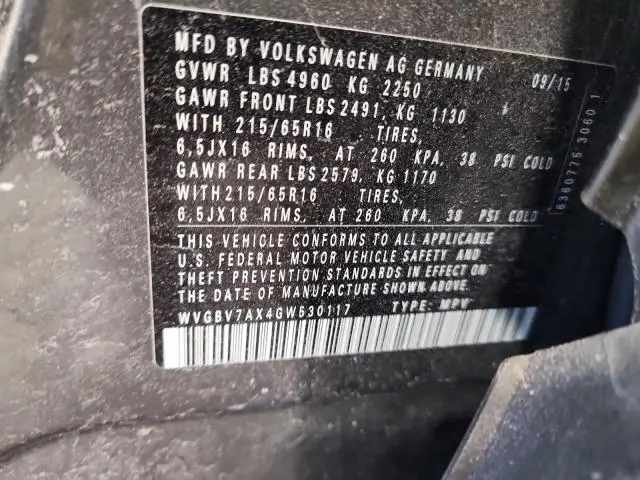 MFD BY VOLKSWAGEN AG GERMANY 09/15
GVWR LBS 4960 KG 2250
GAWR FRONT LBS 2491, KG 1130
WITH 215/65R16 TIRES,
6,5JX16 RIMS, AT 260 KPA, 38 PSI COLD
GAWR REAR LBS 2579, KG 1170
WITH 215/65R16 TIRES,
6,5JX16 RIMS, AT 260 KPA, 38 PSI COLD
THIS VEHICLE CONFORMS TO ALL APPLICABLE
U.S. FEDERAL MOTOR VEHICLE SAFETY AND
THEFT PREVENTION STANDARDS IN EFFECT ON
THE DATE OF MANUFACTURE SHOWN ABOVE.
WVGBV7AX4GW530117 TYPE: MPV
6380775 3060 1